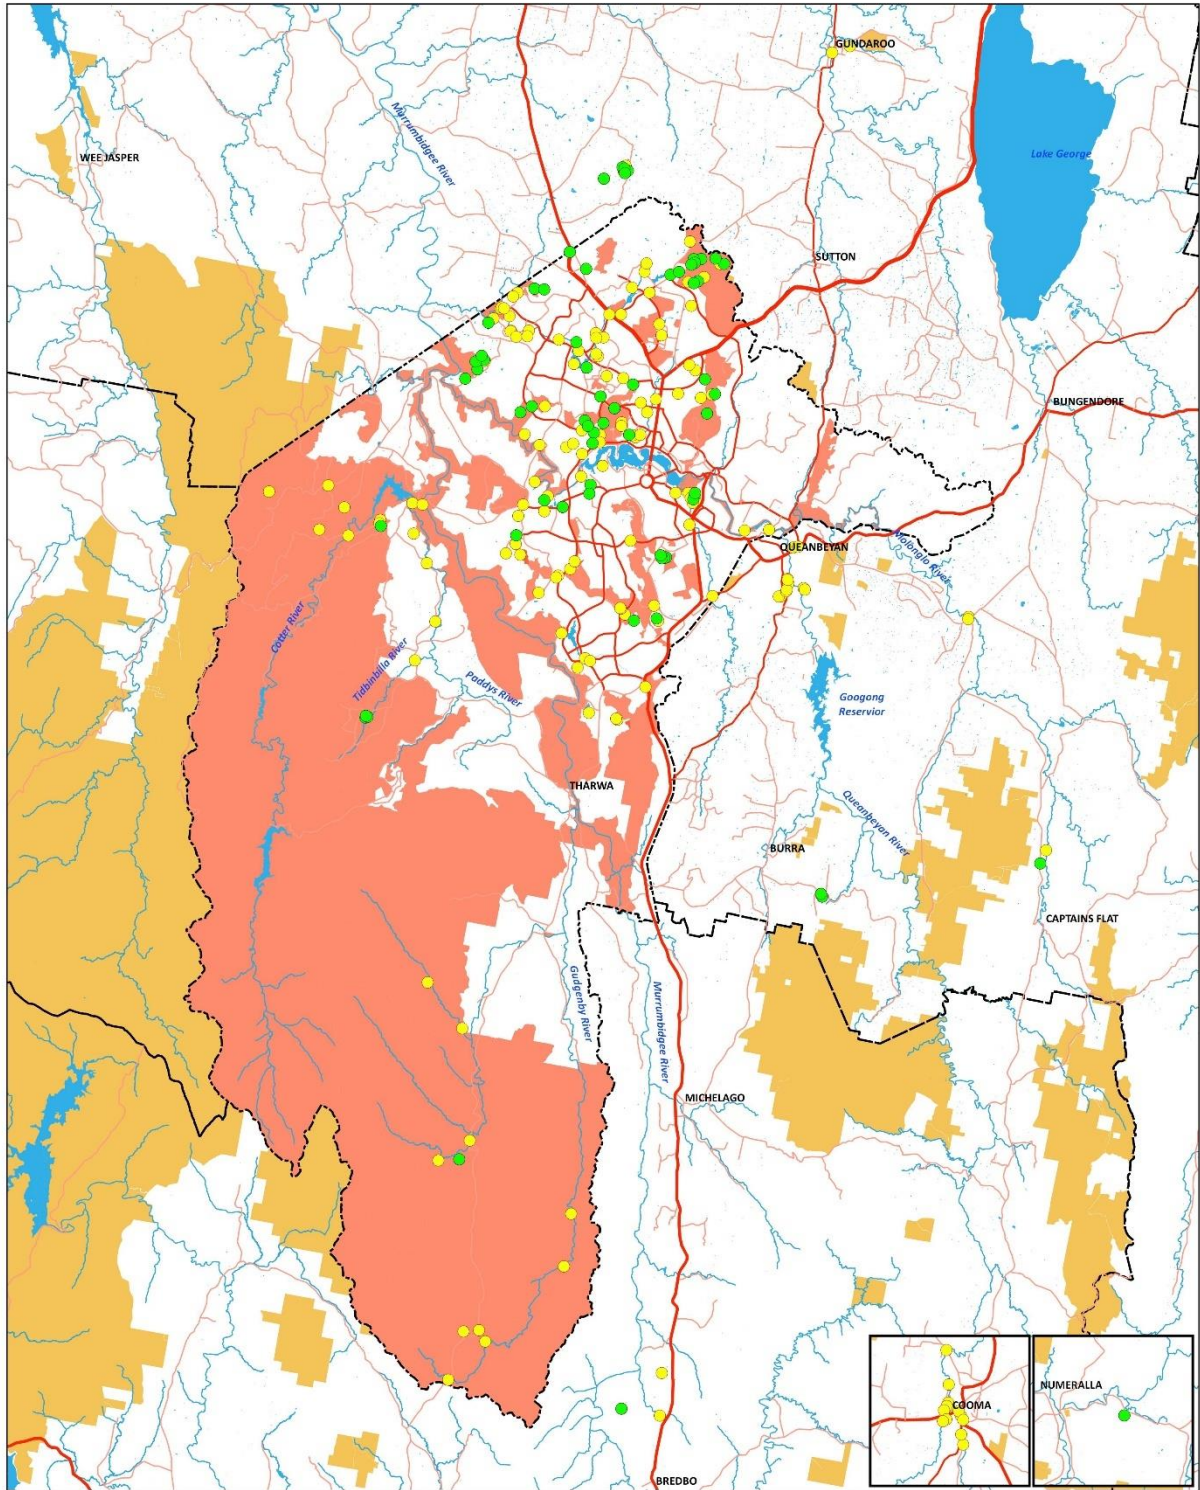 GUNDAROO
Murrumbidgee River
WEE JASPER
Lake George
SUTTON
BUNGENDORE
QUEANBEYAN
Molonglo River
Cotter River
Tidbinbilla River
Paddys River
Googong
Reservior
THARWA
Queanbeyan River
BURRA
CAPTAINS FLAT
Gudgenby River
Murrumbidgee River
MICHELAGO
COOMA
NUMERALLA
BREDBO